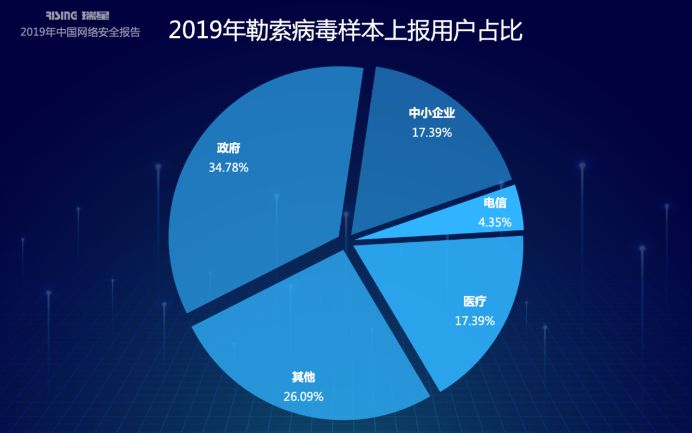 RISING 瑞星
2019年中国网络安全报告
2019年勒索病毒样本上报用户占比
中小企业
17.39%
政府
34.78%
电信
4.35%
医疗
17.39%
其他
26.09%